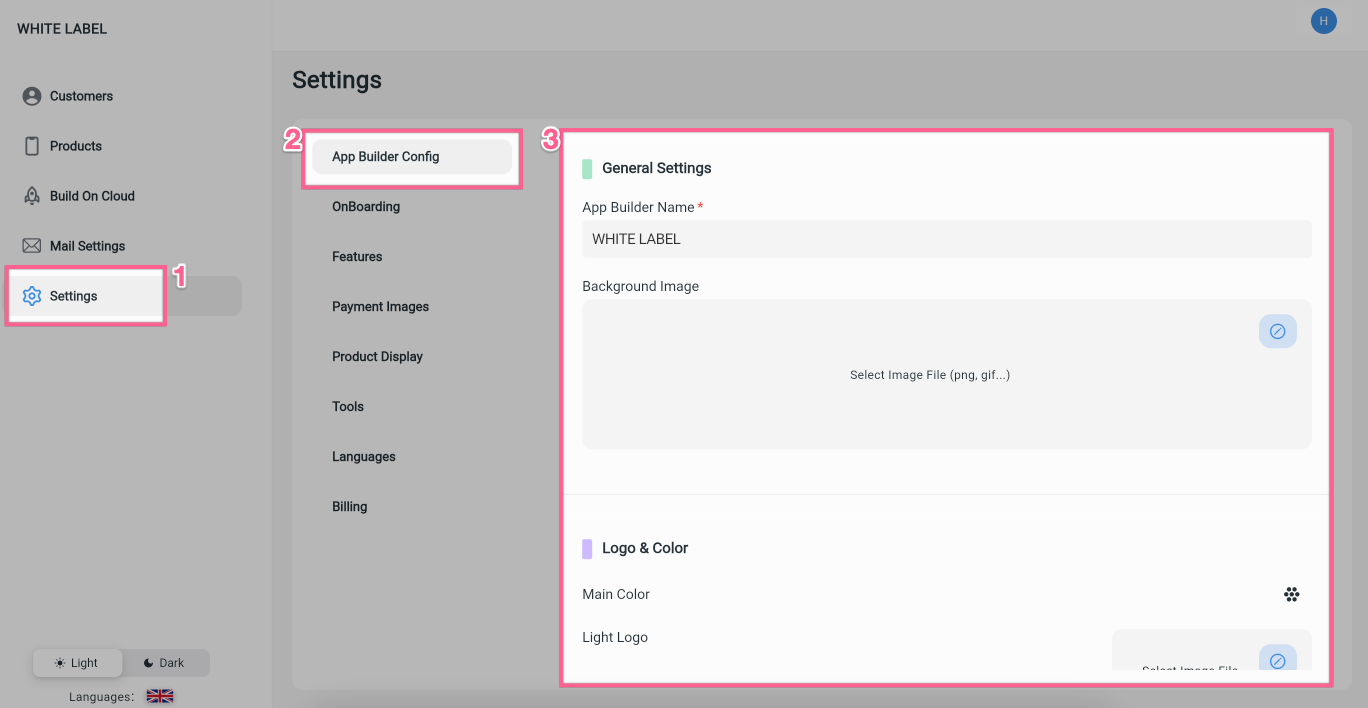 WHITE LABEL
H
Customers
Products
Build On Cloud
Mail Settings
1
Settings
Light
Dark
Languages:
Settings
2
App Builder Config
OnBoarding
Features
Payment Images
Product Display
Tools
Languages
Billing
3
General Settings
App Builder Name *
WHITE LABEL
Background Image
Select Image File (png, gif...)
Logo & Color
Main Color
Light Logo
Select Image File